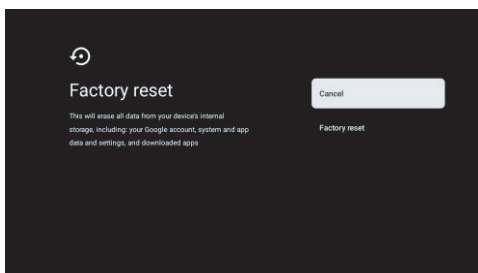 Factory reset
This will erase all data from your device's internal
storage, including: your Google account, system and app
data and settings, and downloaded apps
Cancel
Factory reset